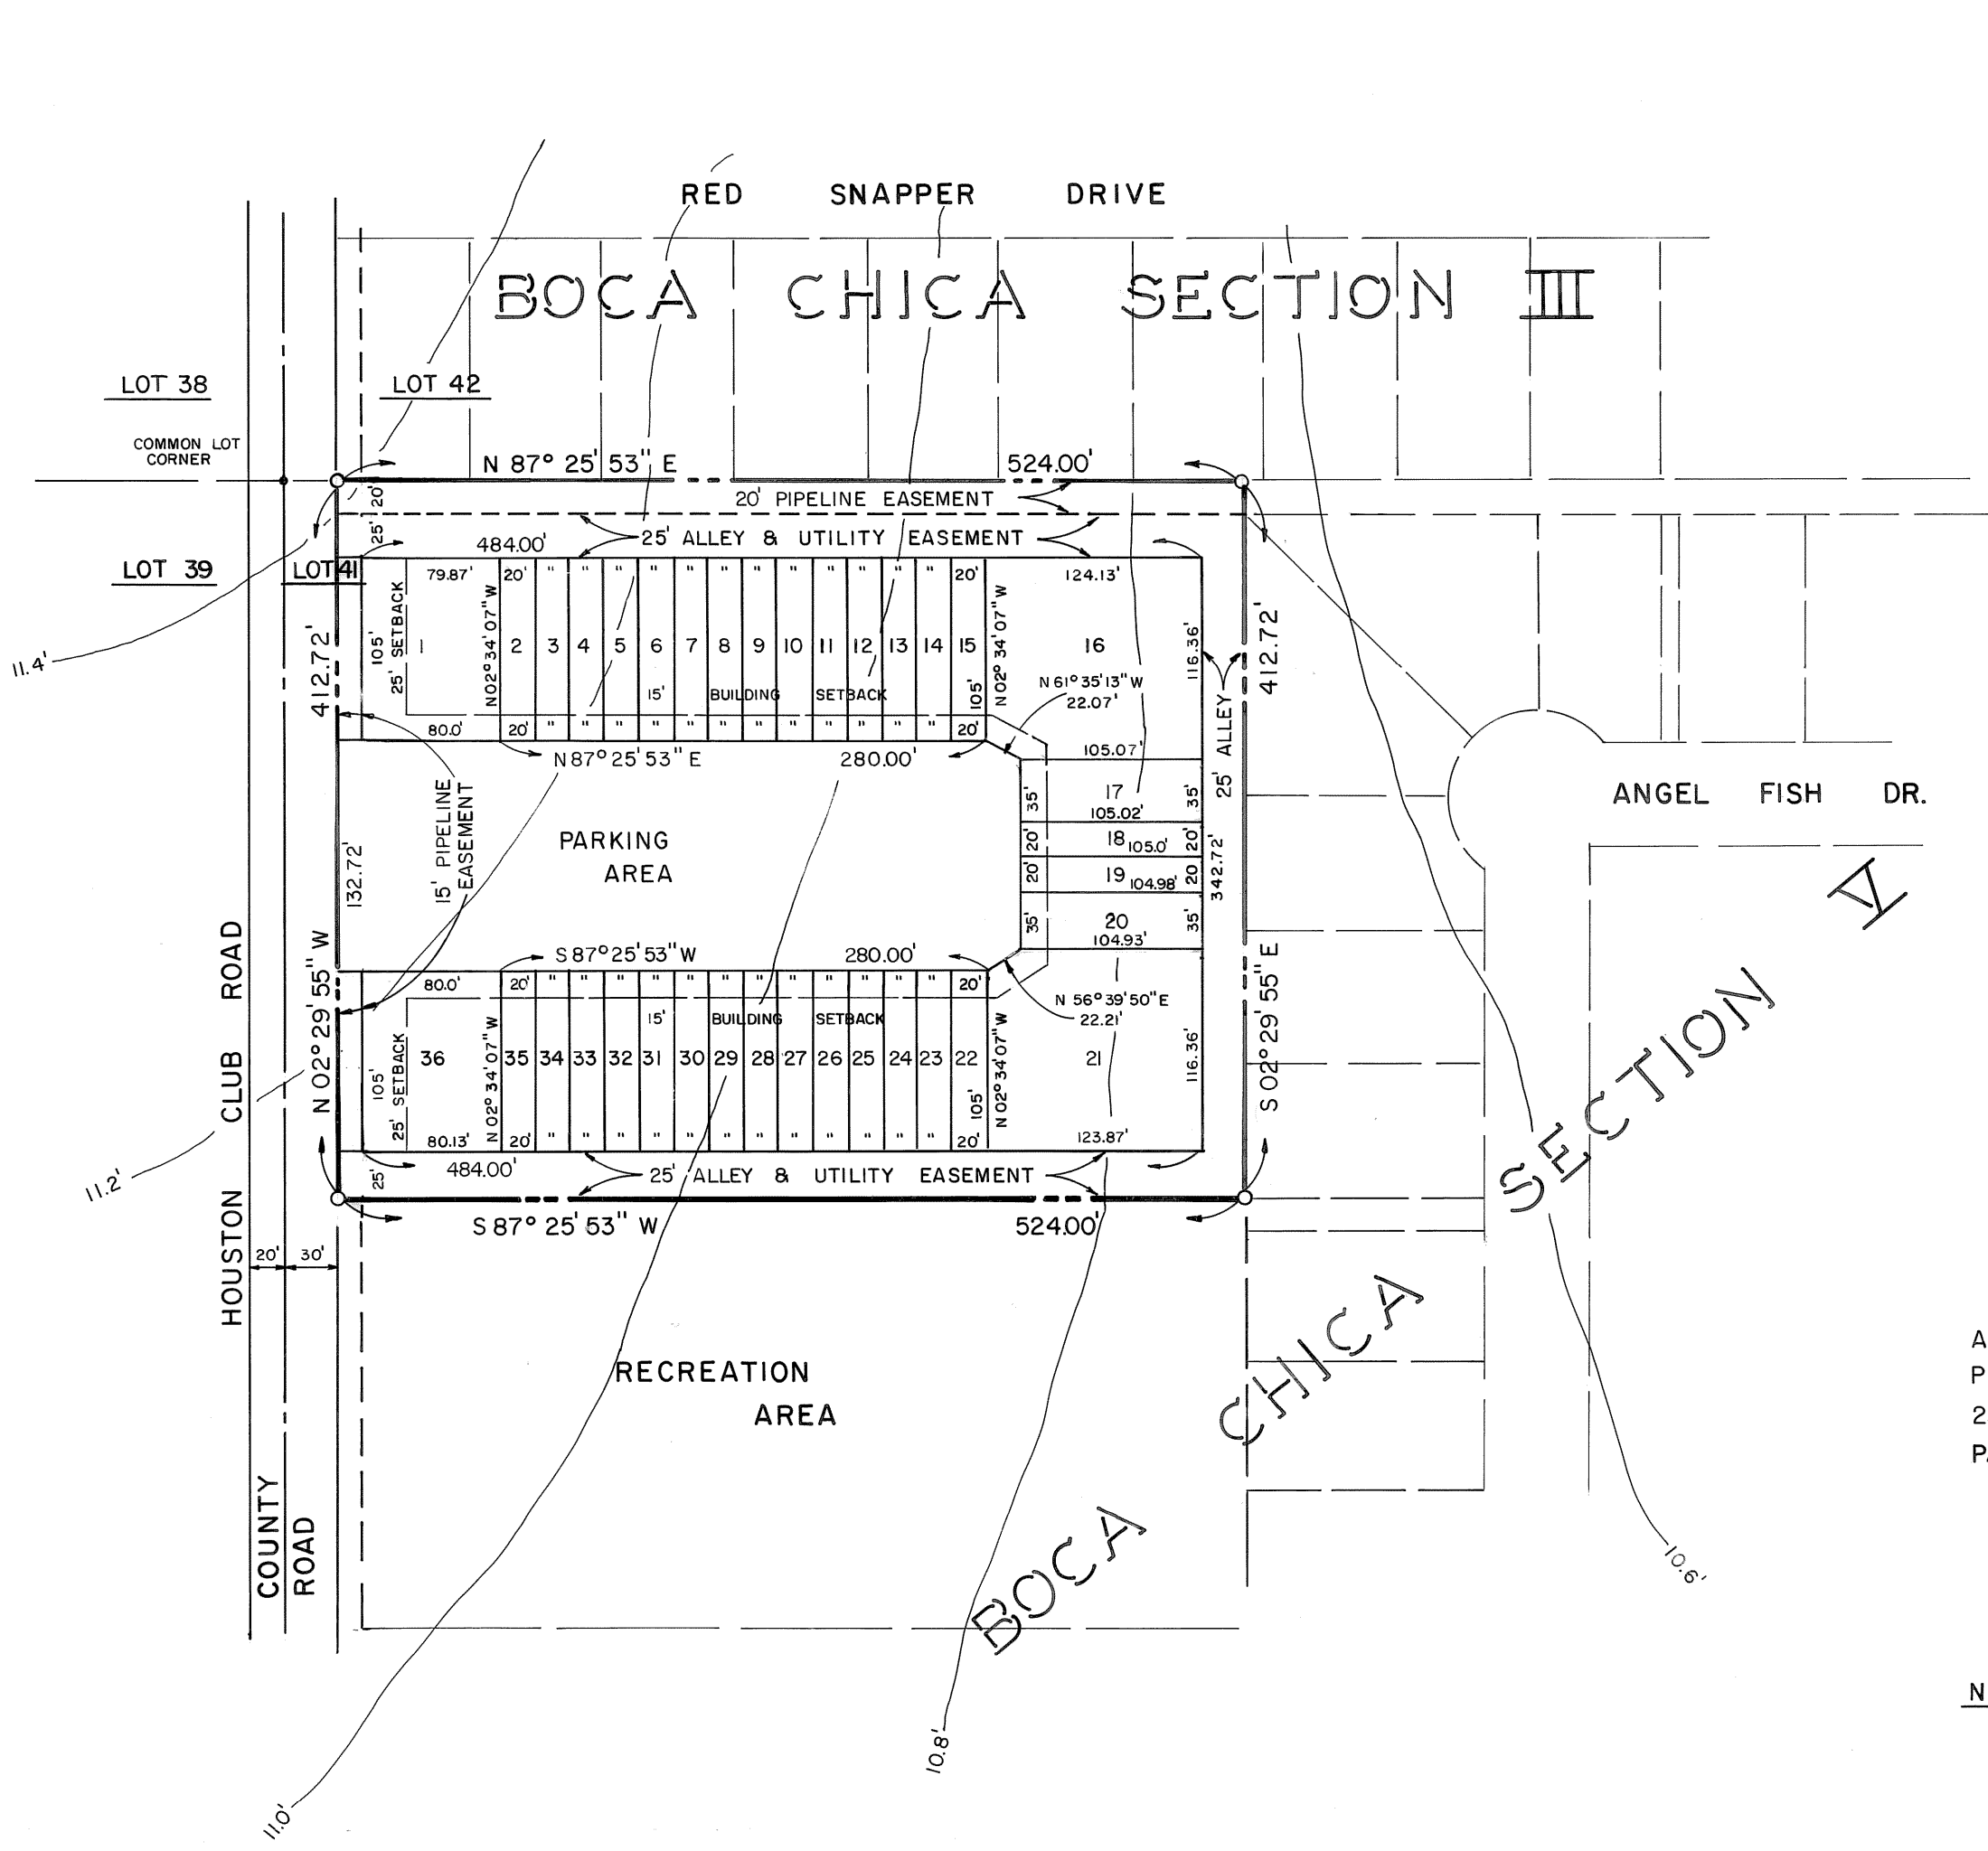 RED SNAPPER DRIVE
BOCA CHICA SECTION III
LOT 38
LOT 42
COMMON LOT
CORNER
N 87° 25' 53" E 524.00'
20' 20' PIPELINE EASEMENT
25' 25' ALLEY & UTILITY EASEMENT
484.00'
LOT 39
LOT 41
79.87' 20' " " " " " " " " " " " " 20' 124.13'
105'
25' SETBACK
N 02° 34' 07" W
N 02° 34' 07" W
1 2 3 4 5 6 7 8 9 10 11 12 13 14 15 16
116.36'
412.72'
412.72'
11.4'
15' BUILDING SETBACK
105'
N 61° 35' 13" W
22.07'
80.0' 20' " " " " " " " " " " " " 20'
N 87° 25' 53" E 280.00'
105.07'
25' ALLEY
35' 17 35'
105.02'
20' 18 105.0' 20'
20' 19 104.98' 20
35' 20 35'
104.93'
342.72'
ANGEL FISH DR.
15' PIPELINE
EASEMENT
PARKING
AREA
132.72'
S 87° 25' 53" W 280.00'
80.0' 20' " " " " " " " " " " " " 20'
N 56° 39' 50" E
22.21'
15' BUILDING SETBACK
N 02° 29' 55" W
S 02° 29' 55" E
105'
25' SETBACK
N 02° 34' 07" W
N 02° 34' 07" W
36 35 34 33 32 31 30 29 28 27 26 25 24 23 22 21
105'
116.36'
80.13' 20' " " " " " " " " " " " " 20' 123.87'
11.2'
25' 484.00' 25' ALLEY & UTILITY EASEMENT
S 87° 25' 53" W 524.00'
HOUSTON CLUB ROAD
20' 30'
COUNTY
ROAD
RECREATION
AREA
BOCA CHICA SECTION V
10.6'
10.8'
11.0'
A
P
2
P
N